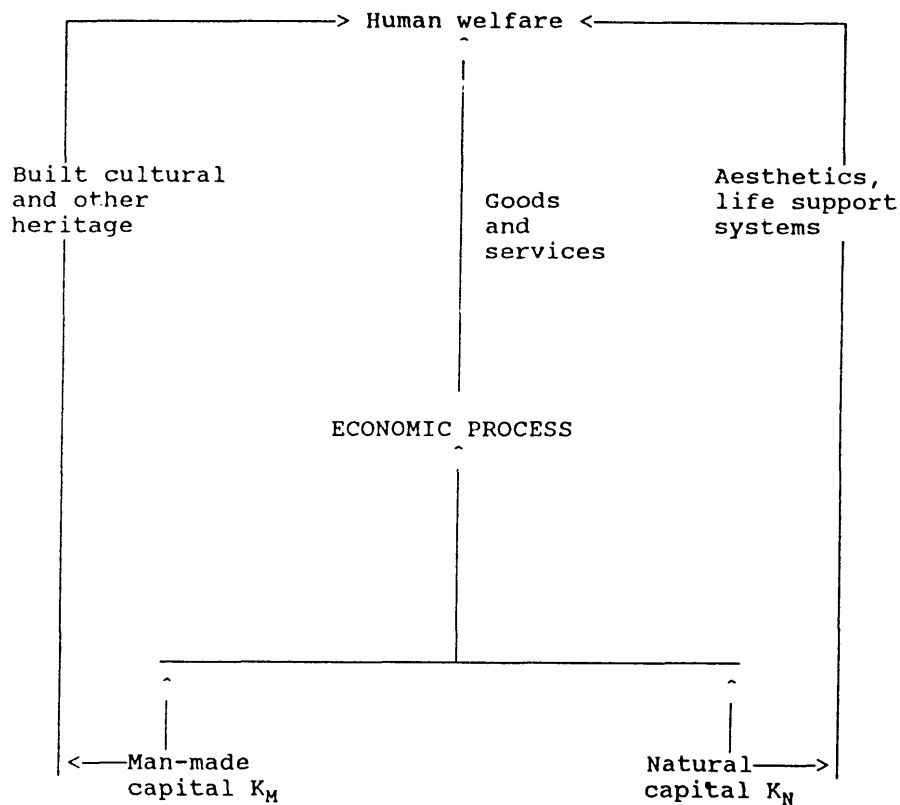 Human welfare
Built cultural
and other
heritage
Goods
and
services
Aesthetics,
life support
systems
ECONOMIC PROCESS
Man-made
capital K_M
Natural
capital K_N